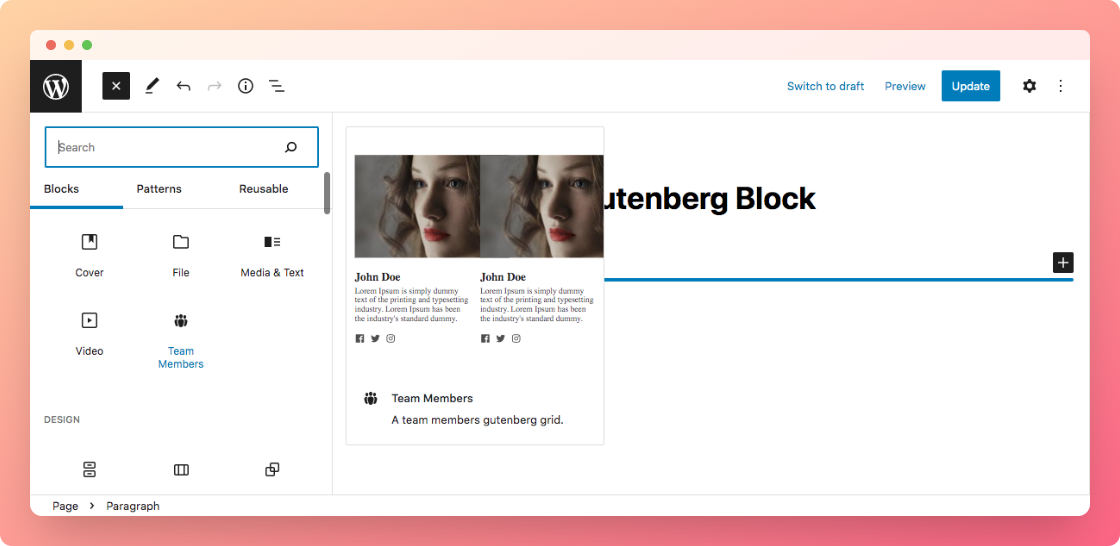 Switch to draft
Preview
Update
Search
Blocks
Patterns
Reusable
Cover
File
Media & Text
Video
Team
Members
DESIGN
John Doe
Lorem Ipsum is simply dummy
text of the printing and typesetting
industry. Lorem Ipsum has been
the industry's standard dummy.
John Doe
Lorem Ipsum is simply dummy
text of the printing and typesetting
industry. Lorem Ipsum has been
the industry's standard dummy.
Team Members
A team members gutenberg grid.
utenberg Block
Page
Paragraph